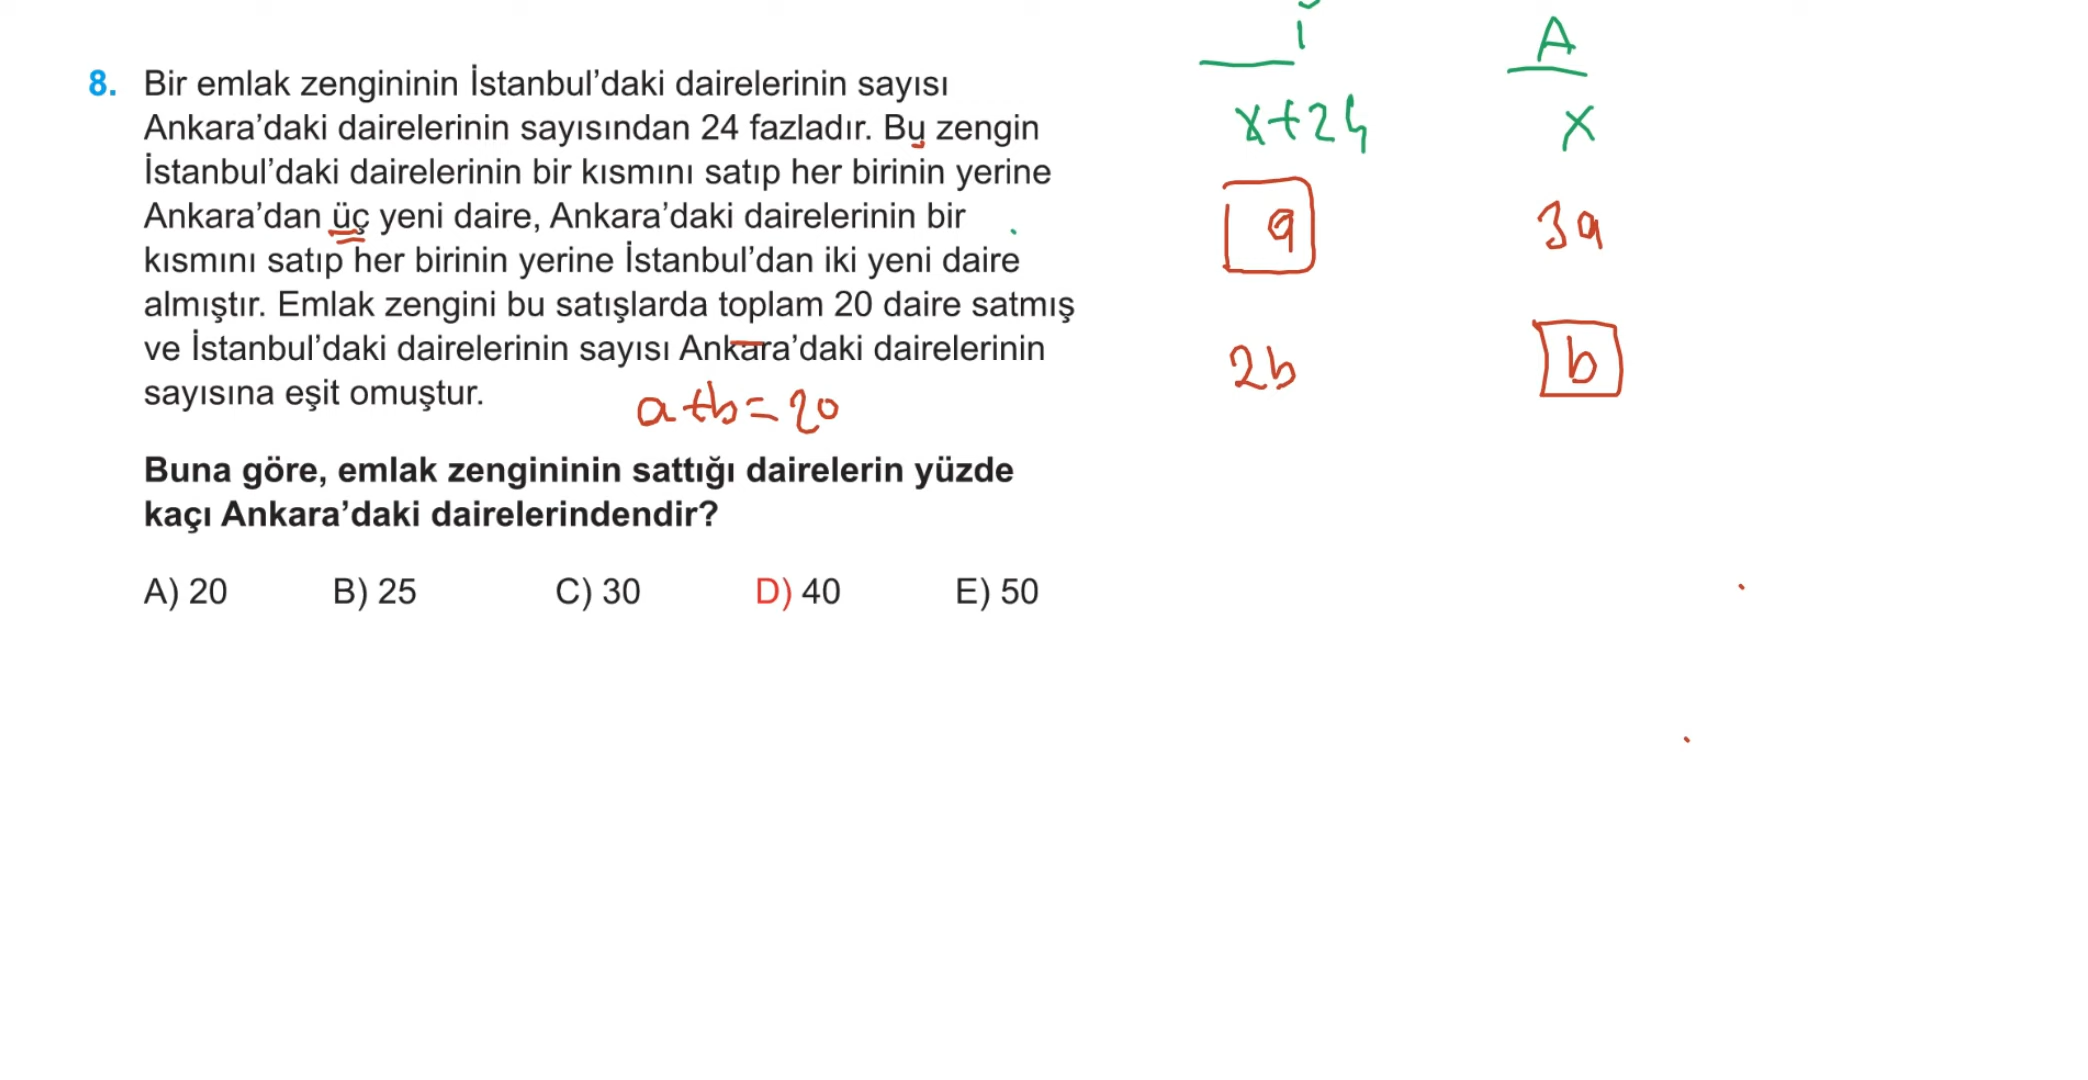 İ A
x+24 x
8. Bir emlak zengininin İstanbul'daki dairelerinin sayısı
Ankara'daki dairelerinin sayısından 24 fazladır. Bu zengin
İstanbul'daki dairelerinin bir kısmını satıp her birinin yerine
Ankara'dan üç yeni daire, Ankara'daki dairelerinin bir
kısmını satıp her birinin yerine İstanbul'dan iki yeni daire
almıştır. Emlak zengini bu satışlarda toplam 20 daire satmış
ve İstanbul'daki dairelerinin sayısı Ankara'daki dairelerinin
sayısına eşit omuştur.
a 3a
2b b
a+b=20
Buna göre, emlak zengininin sattığı dairelerin yüzde
kaçı Ankara'daki dairelerindendir?
A) 20 B) 25 C) 30 D) 40 E) 50